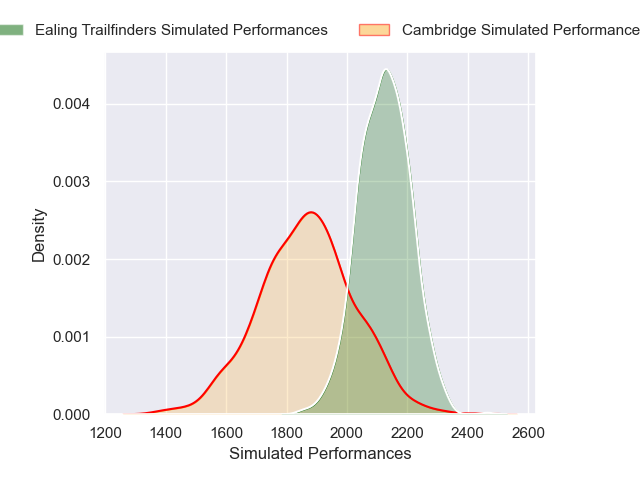 Ealing Trailfinders Simulated Performances
Cambridge Simulated Performance
Density
0.004
0.003
0.002
0.001
0.000
1200 1400 1600 1800 2000 2200 2400 2600
Simulated Performances